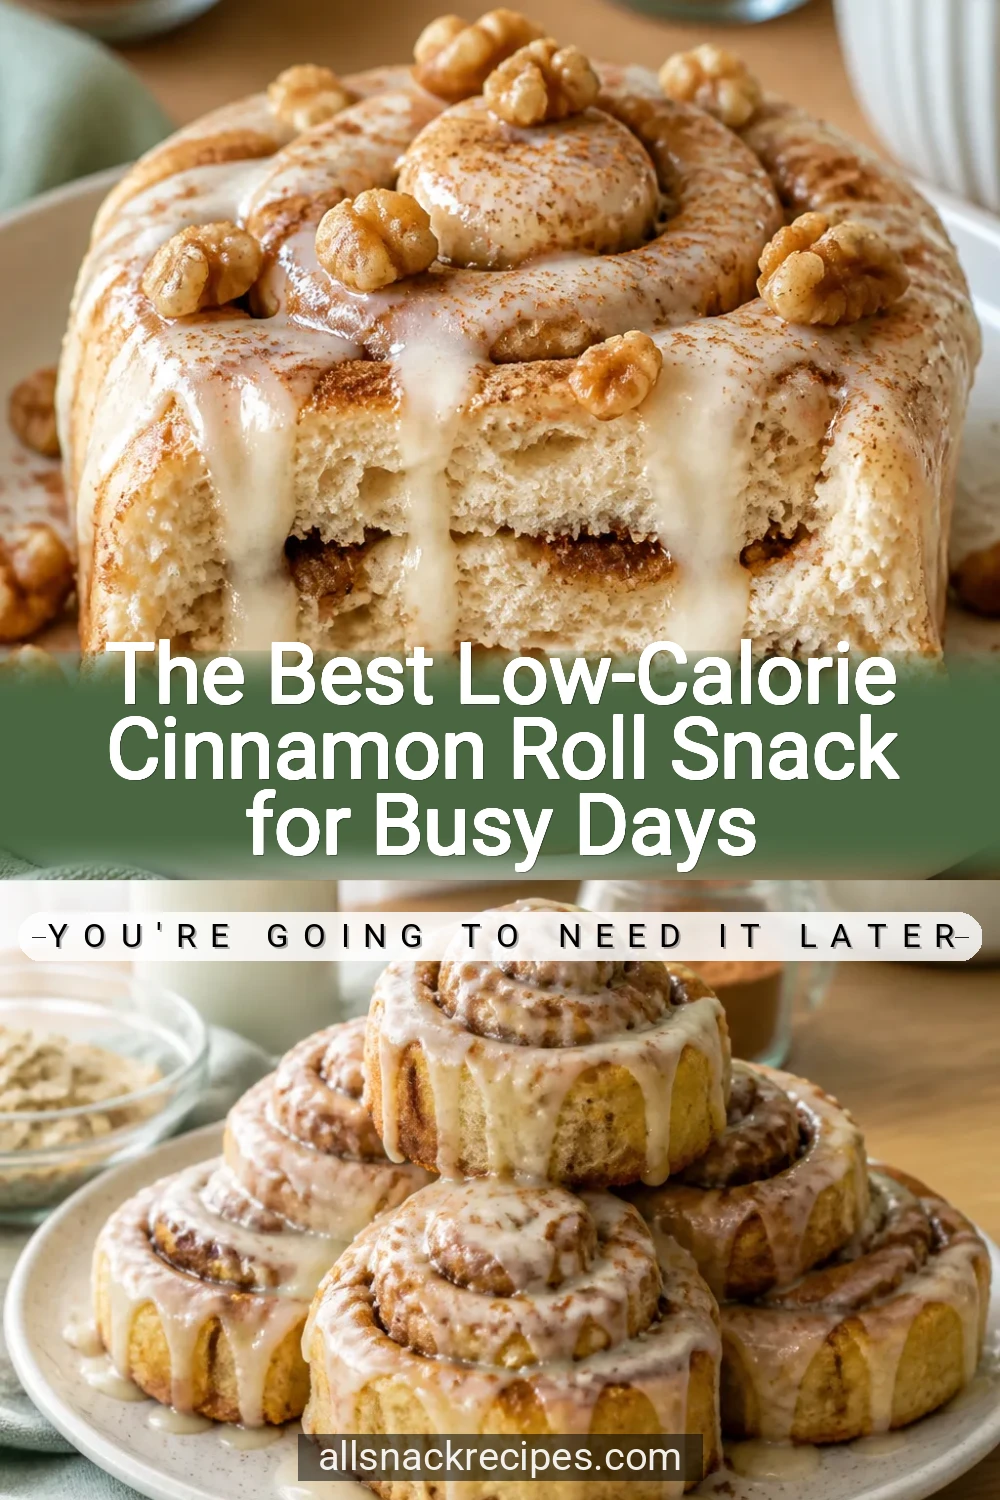 The Best Low-Calorie
Cinnamon Roll Snack
for Busy Days
–YOU'RE GOING TO NEED IT LATER–
allsnackrecipes.com